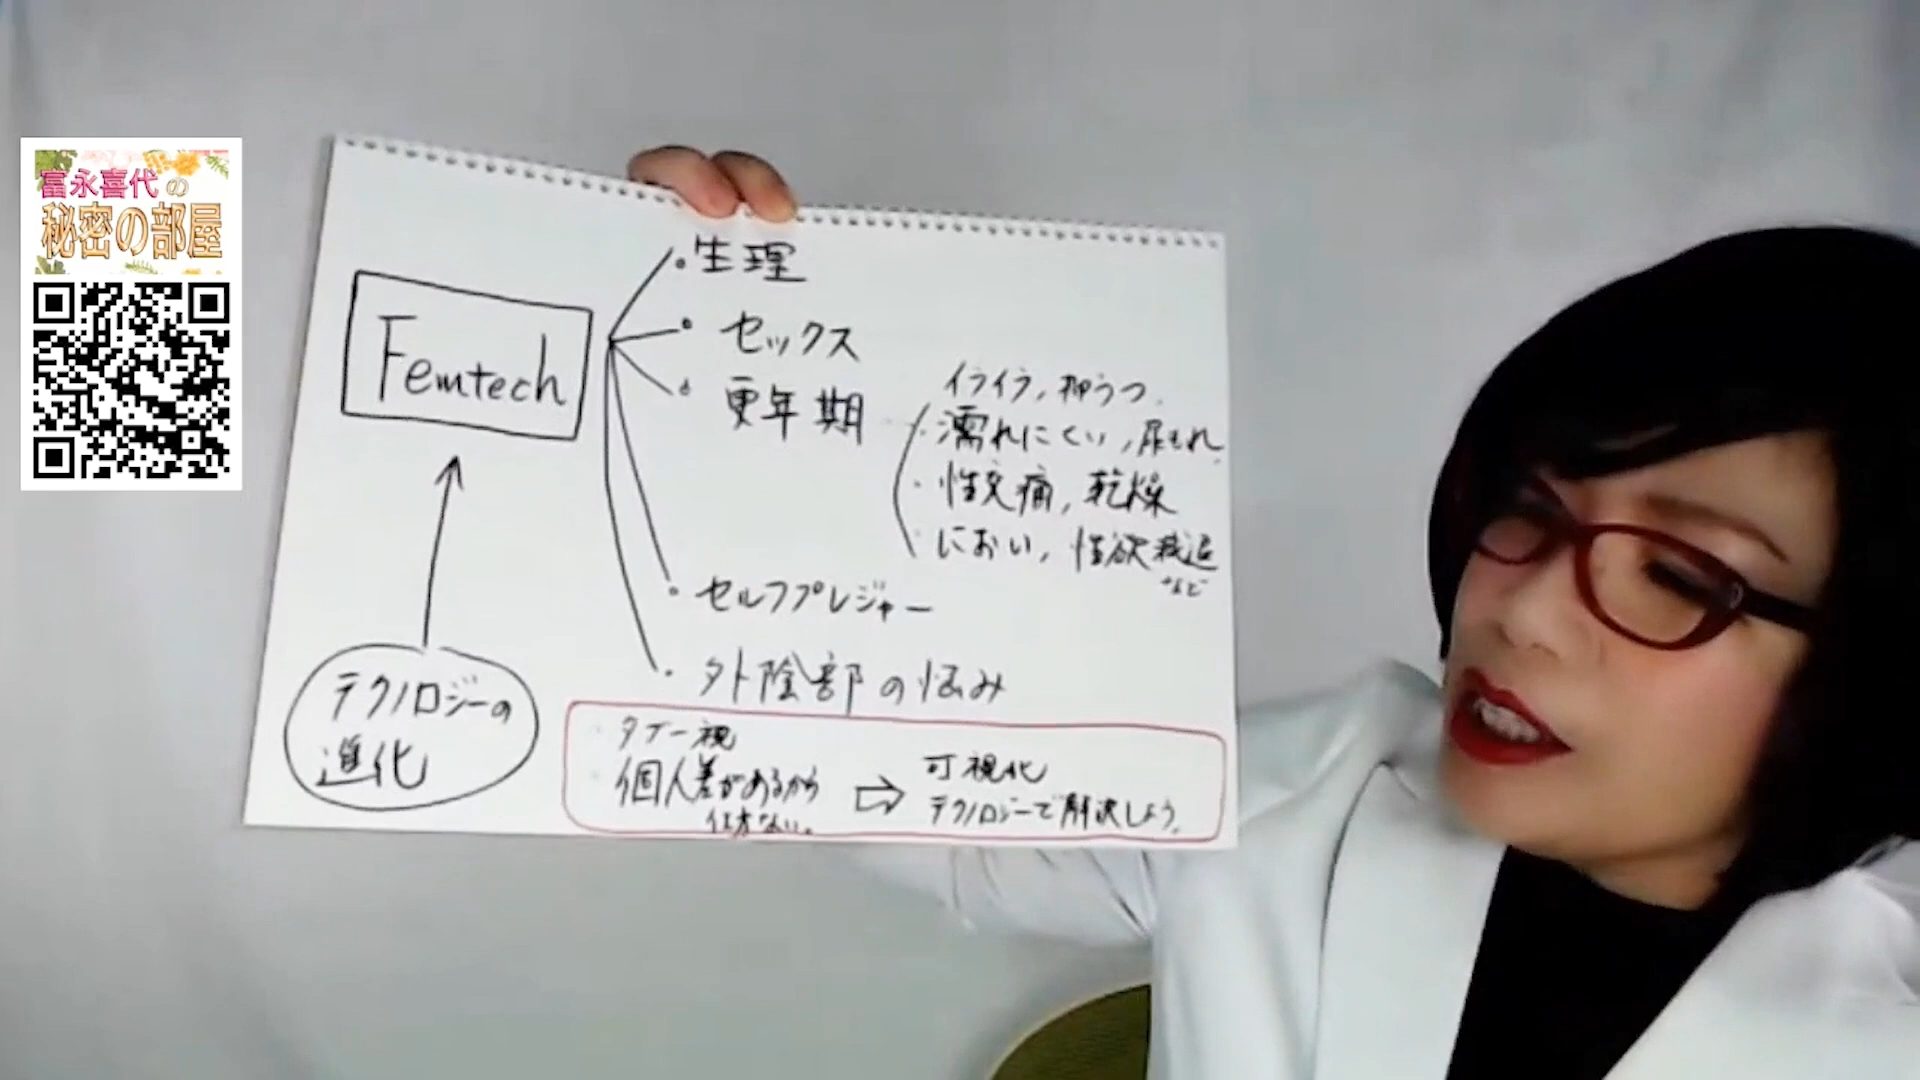 富永喜代の
秘密の部屋
Femtech
・生理
・セックス
・更年期
イライラ, 抑うつ
・濡れにくい, 尿もれ
・性交痛, 乾燥
・におい, 性欲減退
など
・セルフプレジャー
・外陰部の悩み
テクノロジーの
進化
・タブー視
・個人差があるから
仕方ない。
⇨
可視化
テクノロジーで解決しよう。